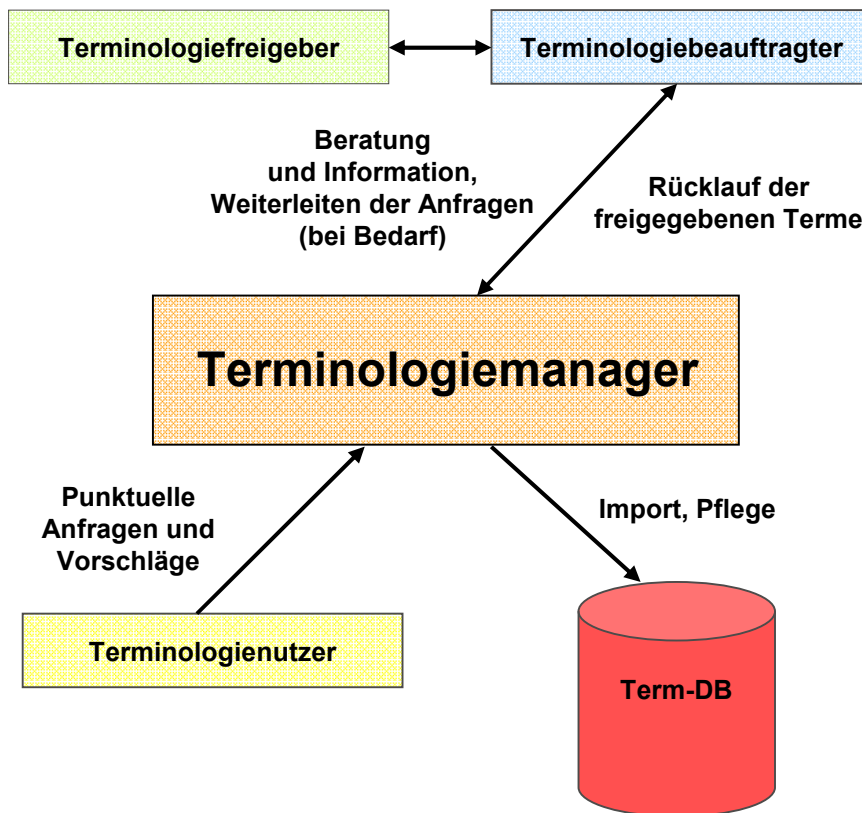 Terminologiefreigeber
Terminologiebeauftragter
Beratung
und Information,
Weiterleiten der Anfragen
(bei Bedarf)
Rücklauf der
freigegebenen Terme
Terminologiemanager
Punktuelle
Anfragen und
Vorschläge
Import, Pflege
Terminologienutzer
Term-DB